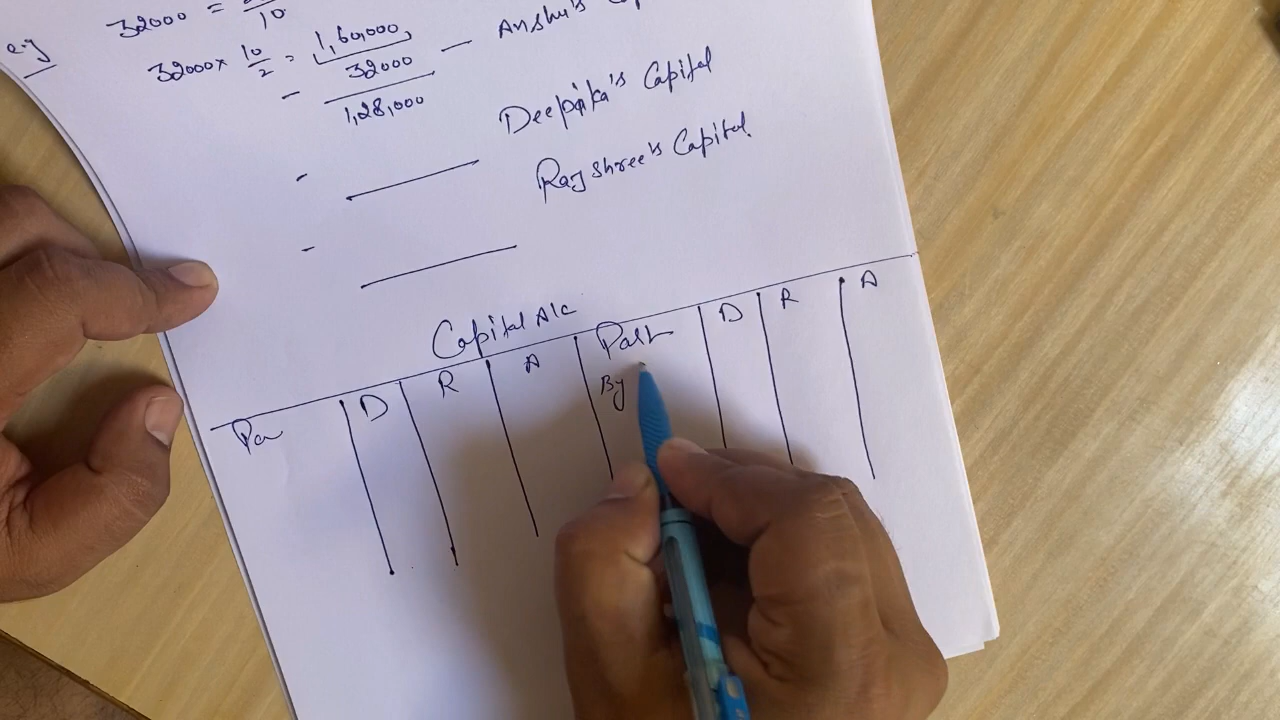 e.g 32000 = 10
32000 x 10/2 = 1,60,000 — Anshu's
- 32000
1,28,000
- Deepika's Capital
- Rajshree's Capital.
Capital A/c
Par D R A Parti D R A
By